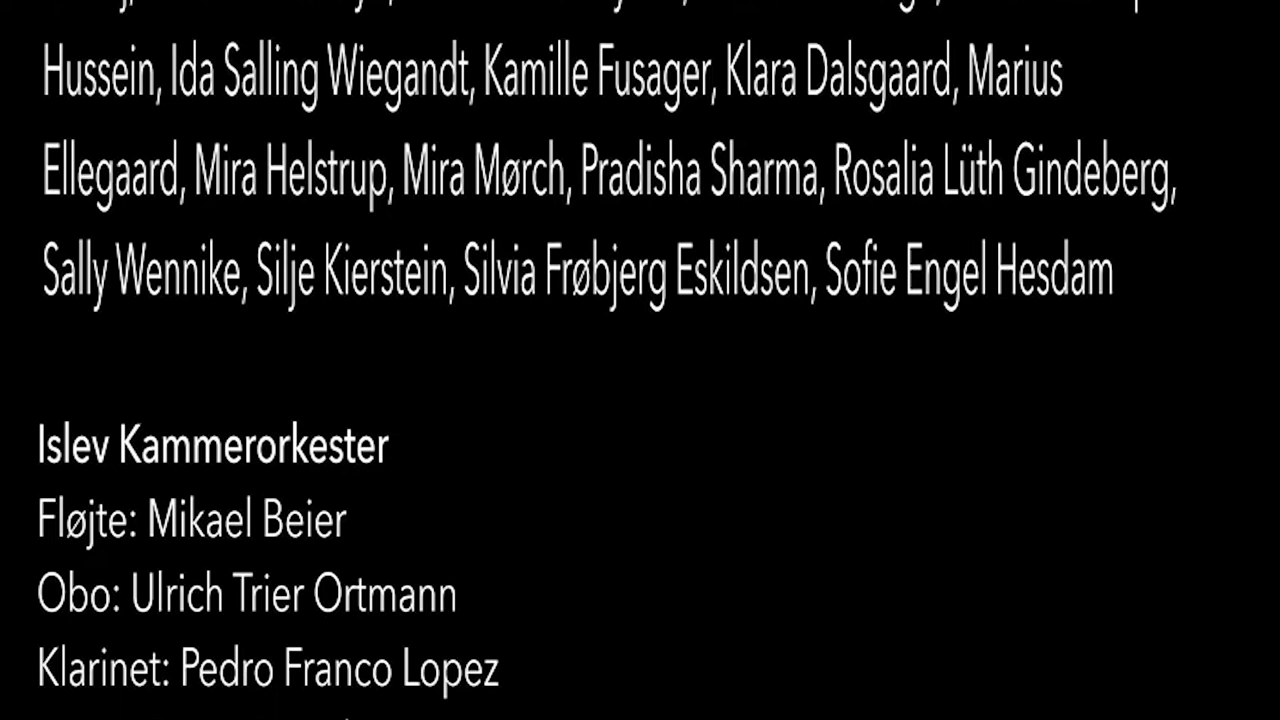 Hussein, Ida Salling Wiegandt, Kamille Fusager, Klara Dalsgaard, Marius
Ellegaard, Mira Helstrup, Mira Mørch, Pradisha Sharma, Rosalia Lüth Gindeberg,
Sally Wennike, Silje Kierstein, Silvia Frøbjerg Eskildsen, Sofie Engel Hesdam
Islev Kammerorkester
Fløjte: Mikael Beier
Obo: Ulrich Trier Ortmann
Klarinet: Pedro Franco Lopez